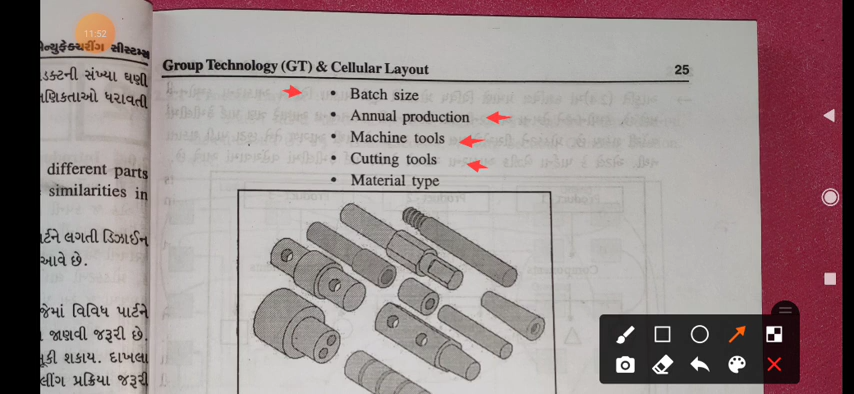 11:52
ન્યુફેક્ચરીંગ સીસ્ટમ્સ
ડક્ટની સંખ્યા ઘણી
ણિકતાઓ ધરાવતી
different parts
similarities in
ર્ટને લગતી ડિઝાઈન
આવે છે.
જેમાં વિવિધ પાર્ટને
જાણવી જરૂરી છે.
મૂકી શકાય. દાખલા
લીંગ પ્રક્રિયા જરૂરી
Group Technology (GT) & Cellular Layout 25
• Batch size
• Annual production
• Machine tools
• Cutting tools
• Material type